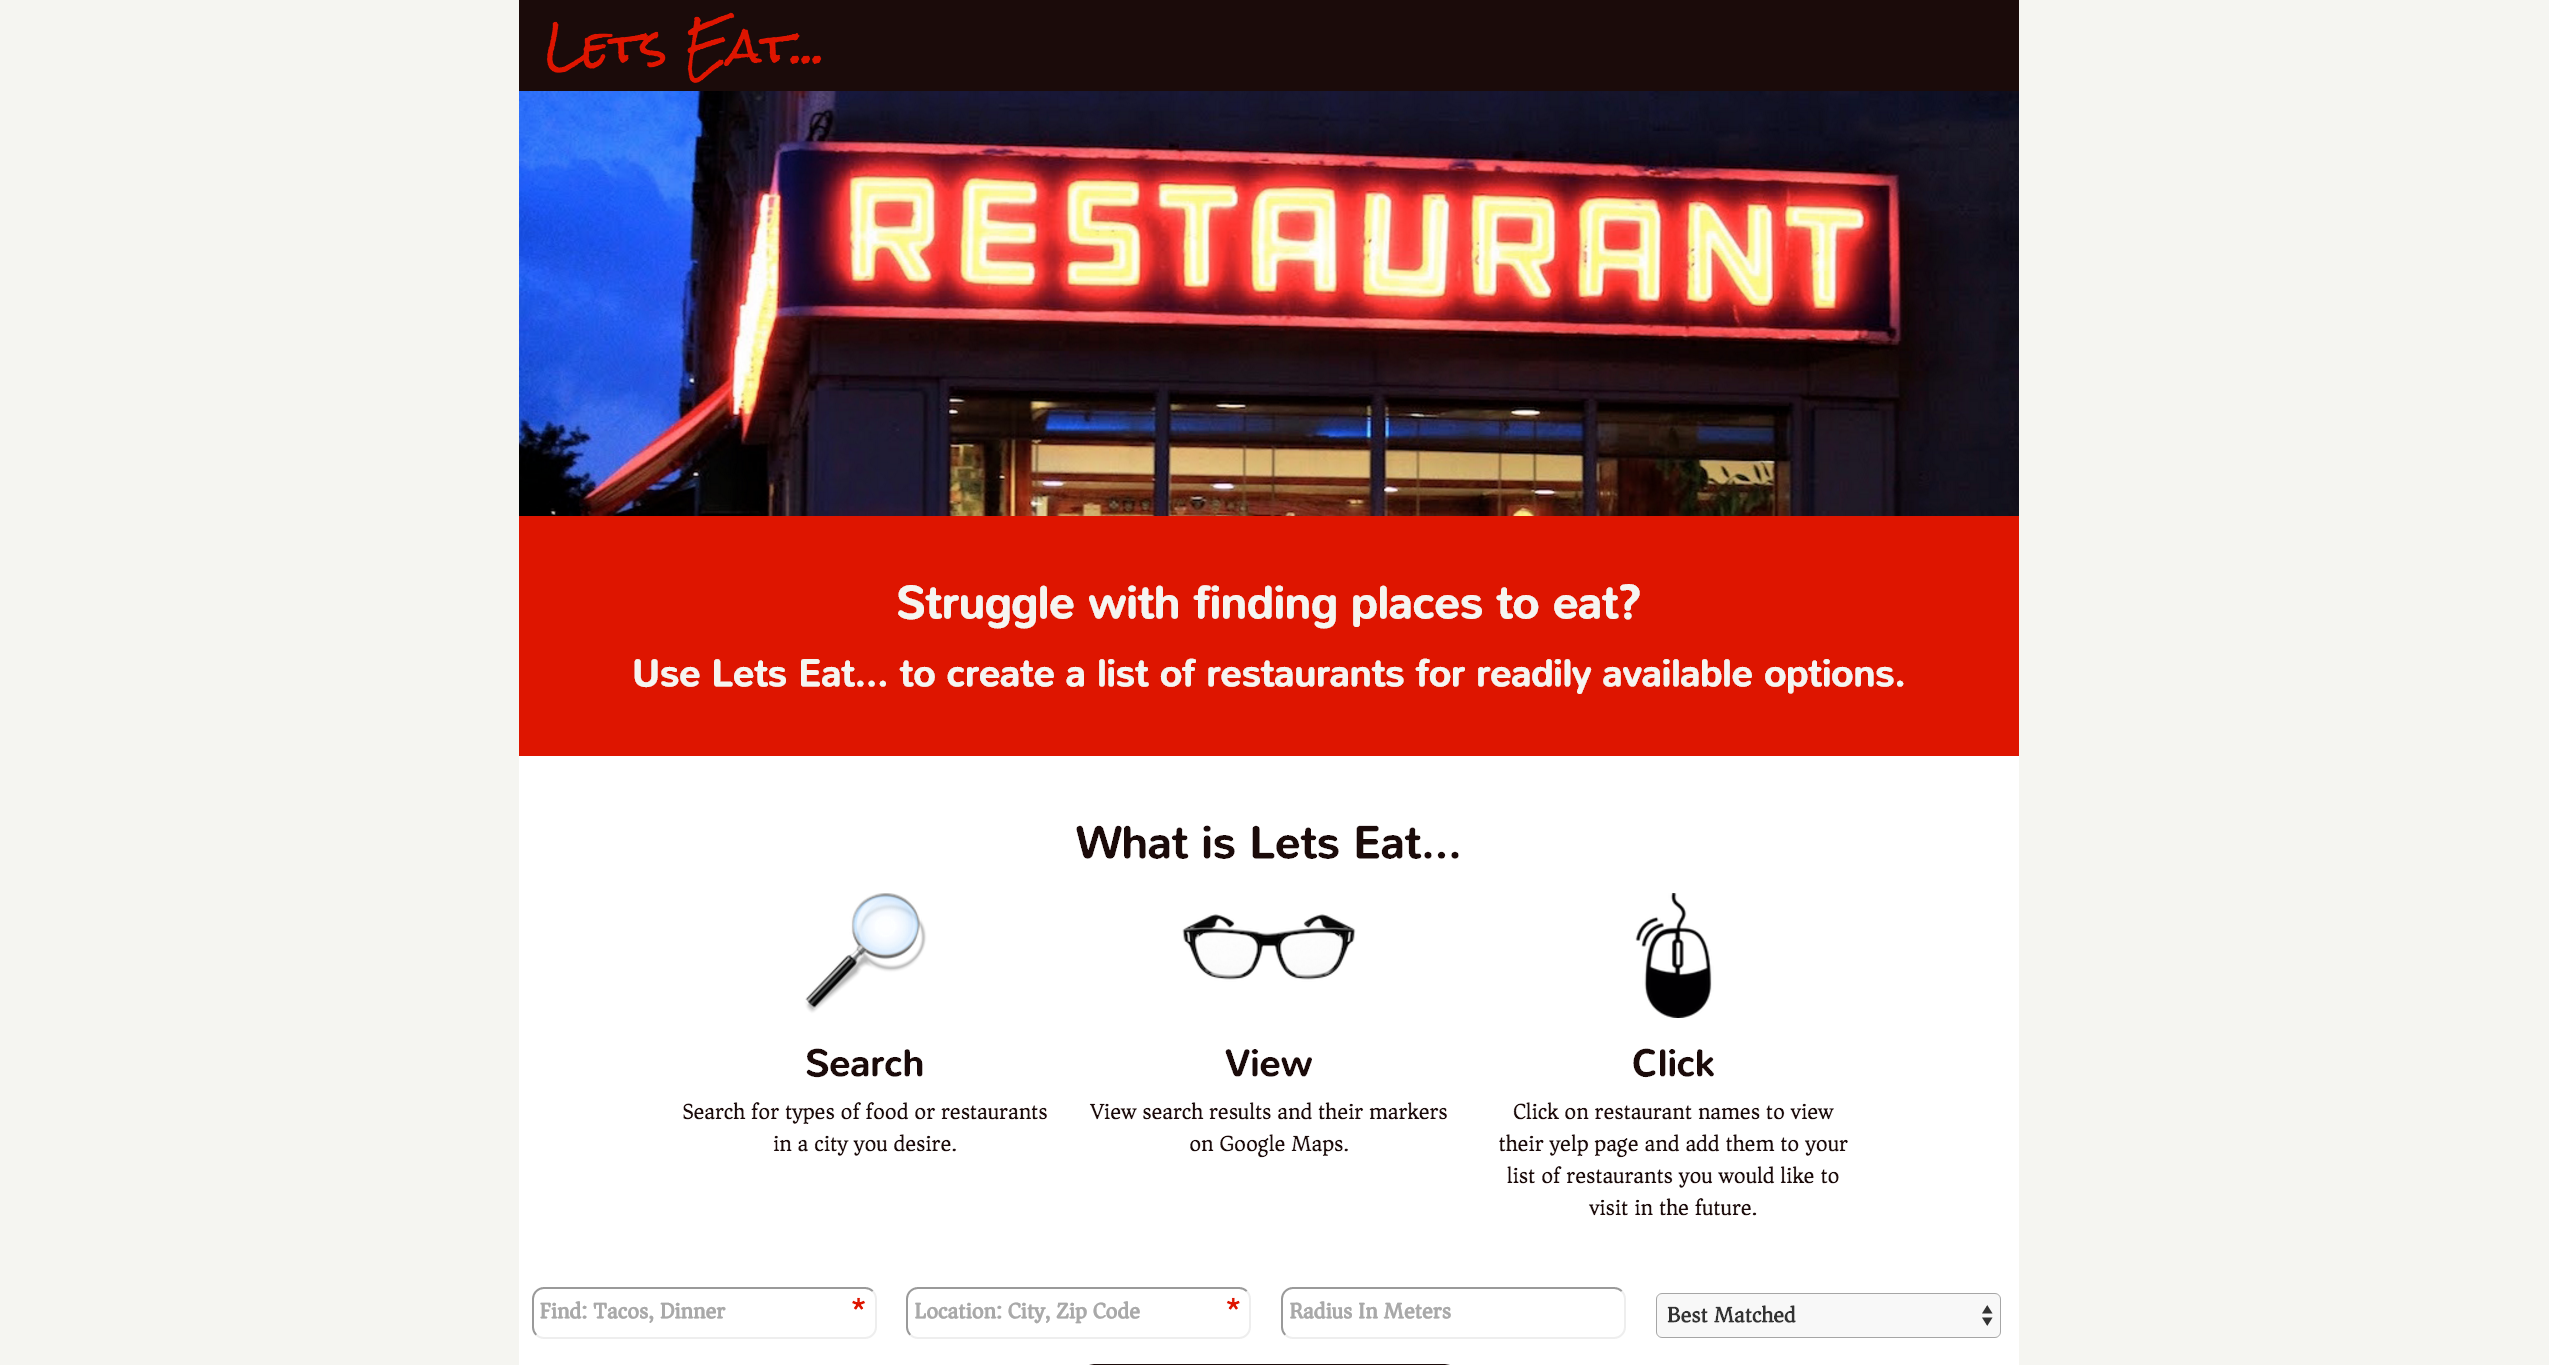 Lets Eat...
RESTAURANT
Struggle with finding places to eat?
Use Lets Eat... to create a list of restaurants for readily available options.
What is Lets Eat...
Search
Search for types of food or restaurants
in a city you desire.
View
View search results and their markers
on Google Maps.
Click
Click on restaurant names to view
their yelp page and add them to your
list of restaurants you would like to
visit in the future.
Find: Tacos, Dinner *
Location: City, Zip Code *
Radius In Meters
Best Matched